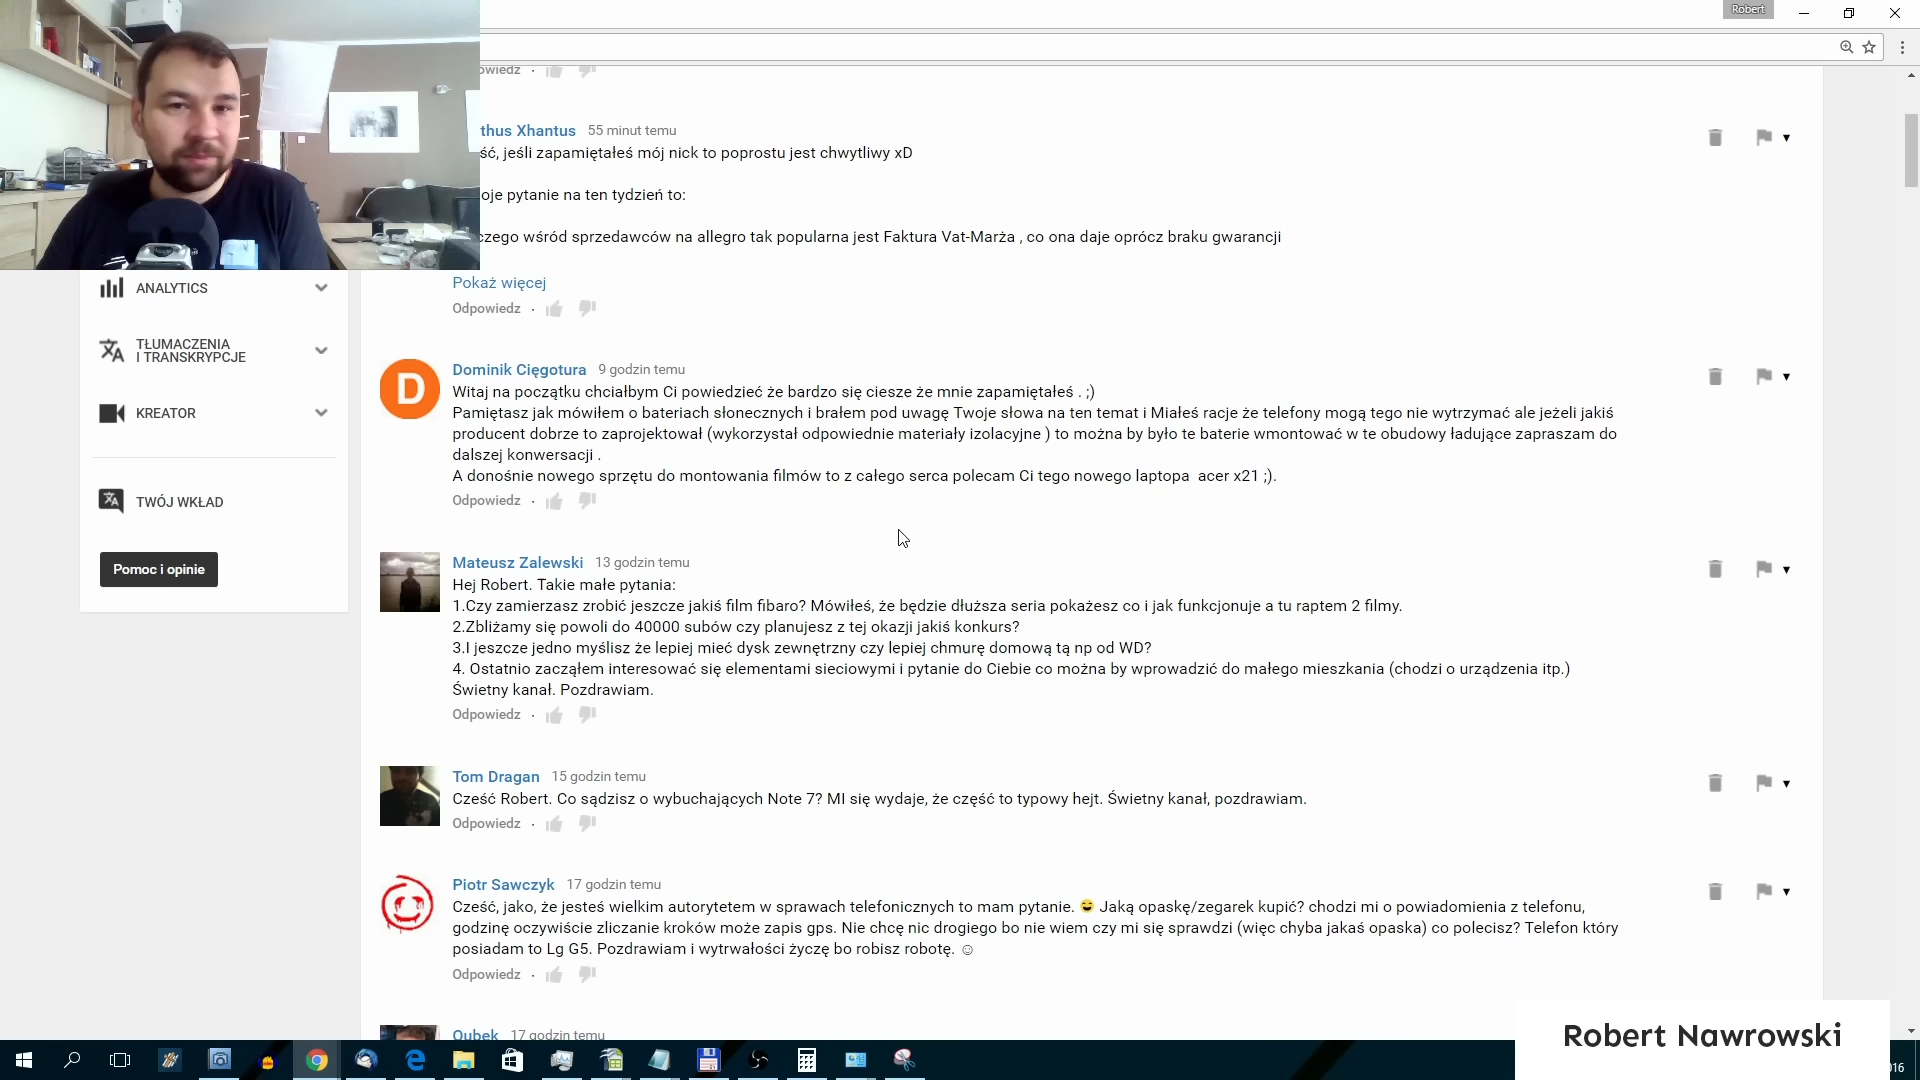 Robert
owiedz ·
thus Xhantus 55 minut temu
ść, jeśli zapamiętałeś mój nick to poprostu jest chwytliwy xD
oje pytanie na ten tydzień to:
czego wśród sprzedawców na allegro tak popularna jest Faktura Vat-Marża , co ona daje oprócz braku gwarancji
Pokaż więcej
Odpowiedz ·
ANALYTICS
TŁUMACZENIA
I TRANSKRYPCJE
KREATOR
TWÓJ WKŁAD
Pomoc i opinie
D
Dominik Cięgotura 9 godzin temu
Witaj na początku chciałbym Ci powiedzieć że bardzo się ciesze że mnie zapamiętałeś . ;)
Pamiętasz jak mówiłem o bateriach słonecznych i brałem pod uwagę Twoje słowa na ten temat i Miałeś racje że telefony mogą tego nie wytrzymać ale jeżeli jakiś
producent dobrze to zaprojektował (wykorzystał odpowiednie materiały izolacyjne ) to można by było te baterie wmontować w te obudowy ładujące zapraszam do
dalszej konwersacji .
A donośnie nowego sprzętu do montowania filmów to z całego serca polecam Ci tego nowego laptopa acer x21 ;).
Odpowiedz ·
Mateusz Zalewski 13 godzin temu
Hej Robert. Takie małe pytania:
1.Czy zamierzasz zrobić jeszcze jakiś film fibaro? Mówiłeś, że będzie dłuższa seria pokażesz co i jak funkcjonuje a tu raptem 2 filmy.
2.Zbliżamy się powoli do 40000 subów czy planujesz z tej okazji jakiś konkurs?
3.I jeszcze jedno myślisz że lepiej mieć dysk zewnętrzny czy lepiej chmurę domową tą np od WD?
4. Ostatnio zacząłem interesować się elementami sieciowymi i pytanie do Ciebie co można by wprowadzić do małego mieszkania (chodzi o urządzenia itp.)
Świetny kanał. Pozdrawiam.
Odpowiedz ·
Tom Dragan 15 godzin temu
Cześć Robert. Co sądzisz o wybuchających Note 7? MI się wydaje, że część to typowy hejt. Świetny kanał, pozdrawiam.
Odpowiedz ·
Piotr Sawczyk 17 godzin temu
Cześć, jako, że jesteś wielkim autorytetem w sprawach telefonicznych to mam pytanie. 😄 Jaką opaskę/zegarek kupić? chodzi mi o powiadomienia z telefonu,
godzinę oczywiście zliczanie kroków może zapis gps. Nie chcę nic drogiego bo nie wiem czy mi się sprawdzi (więc chyba jakaś opaska) co polecisz? Telefon który
posiadam to Lg G5. Pozdrawiam i wytrwałości życzę bo robisz robotę. ☺
Odpowiedz ·
Oubek 17 godzin temu
Robert Nawrowski
016